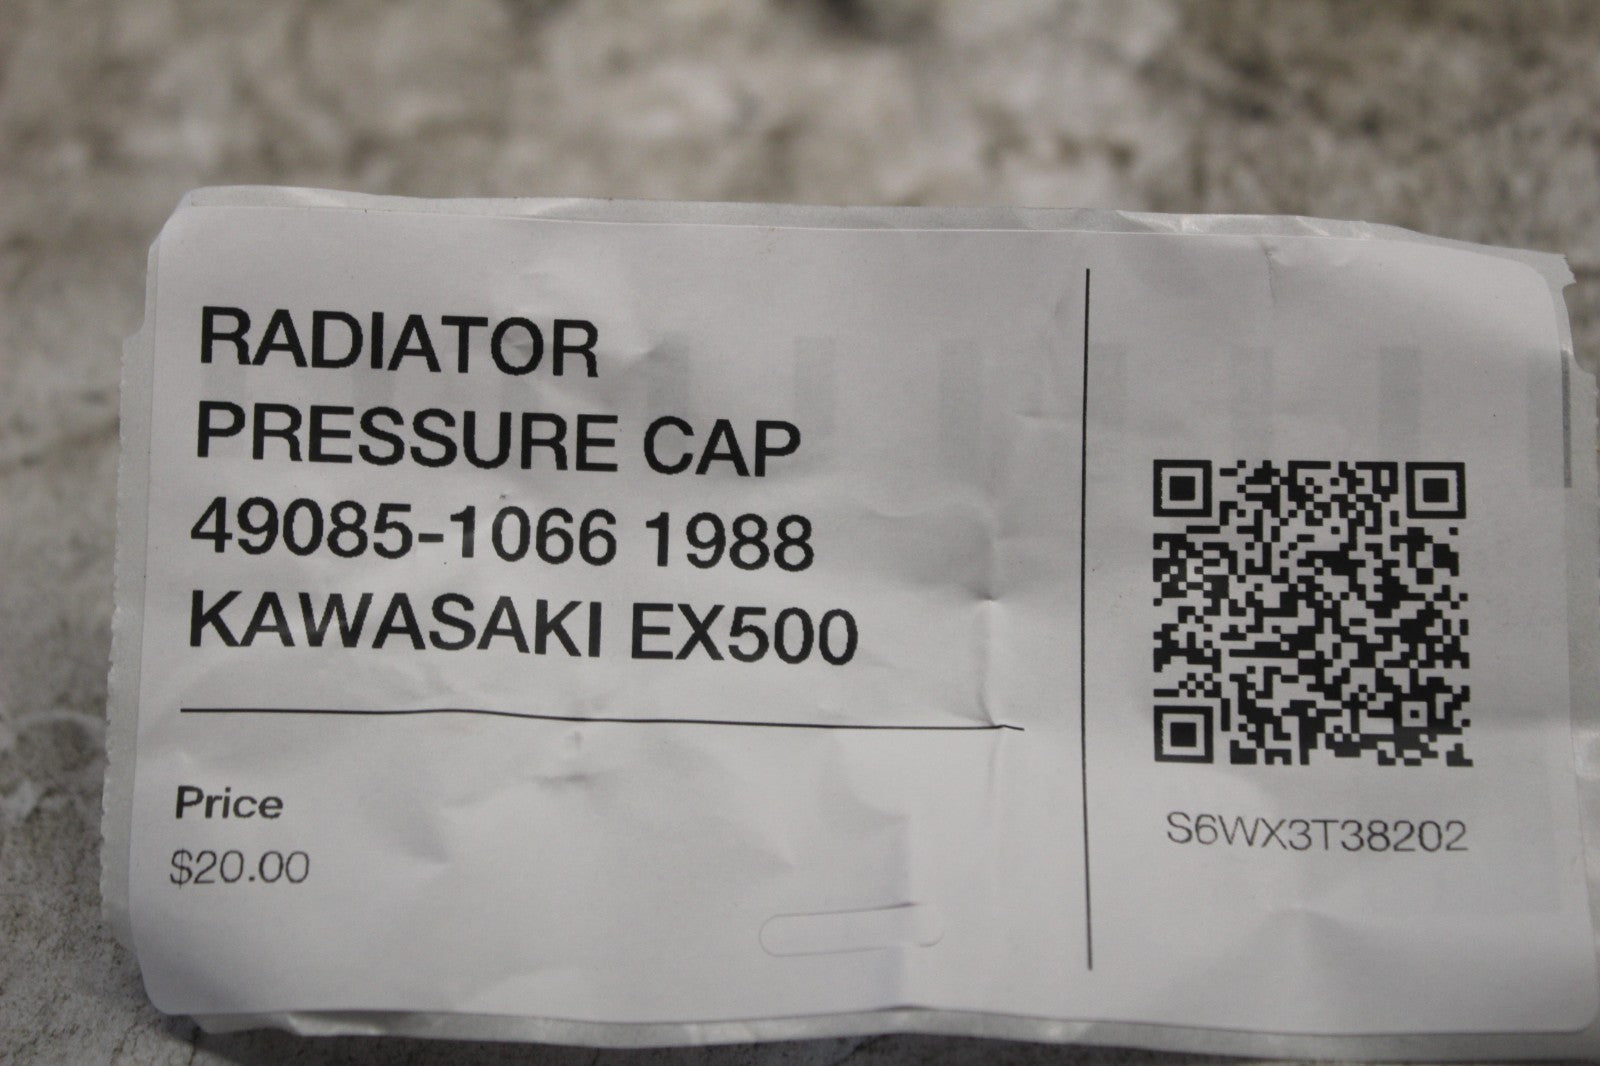 RADIATOR
PRESSURE CAP
49085-1066 1988
KAWASAKI EX500
Price
$20.00
S6WX3T38202